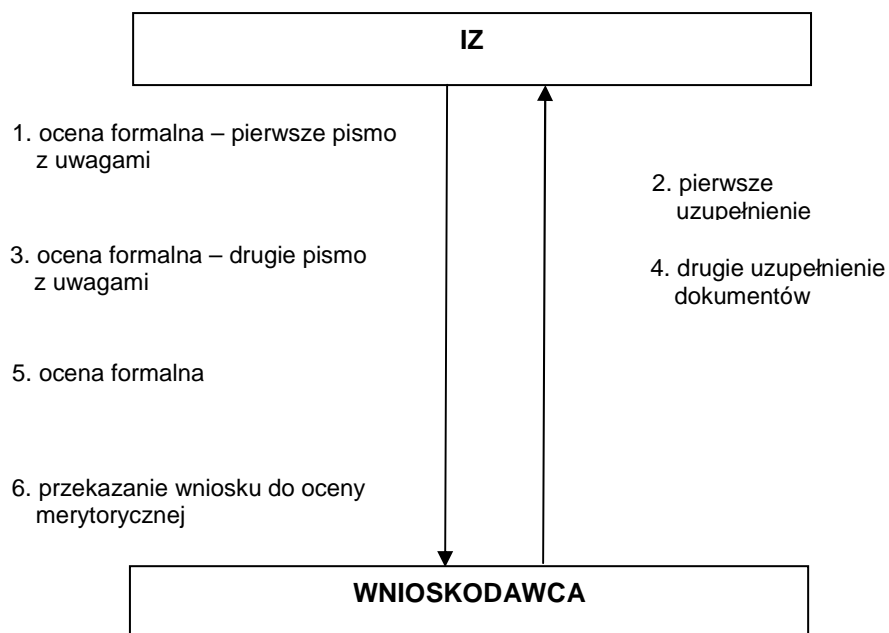 IZ
1. ocena formalna – pierwsze pismo
z uwagami
2. pierwsze
uzupełnienie
3. ocena formalna – drugie pismo
z uwagami
4. drugie uzupełnienie
dokumentów
5. ocena formalna
6. przekazanie wniosku do oceny
merytorycznej
WNIOSKODAWCA